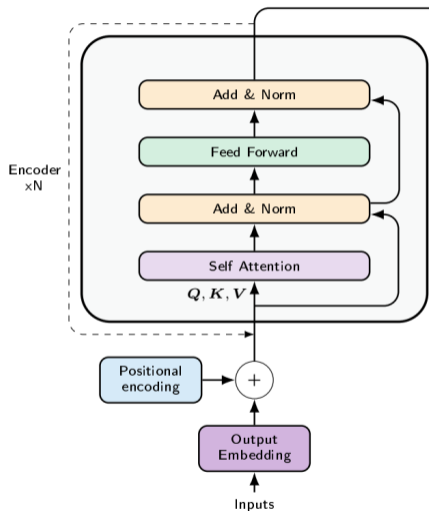 Add & Norm
Feed Forward
Encoder
×N
Add & Norm
Self Attention
Q, K, V
Positional
encoding
+
Output
Embedding
Inputs